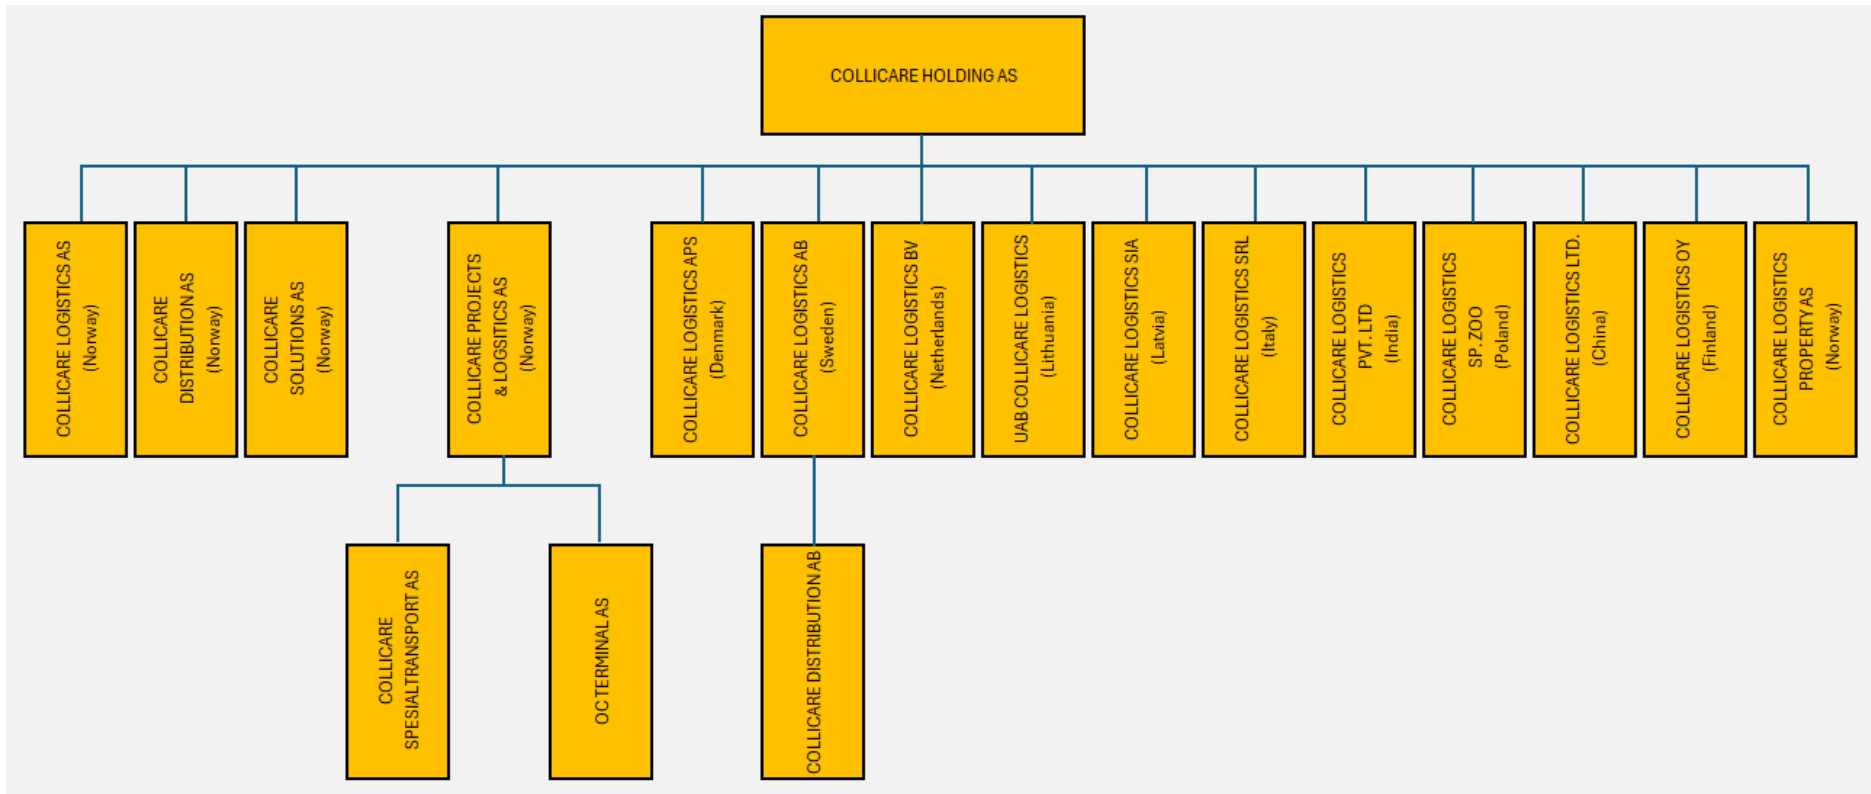 COLLICARE HOLDING AS
COLLICARE LOGISTICS AS
(Norway)
COLLICARE
DISTRIBUTION AS
(Norway)
COLLICARE
SOLUTIONS AS
(Norway)
COLLICARE PROJECTS
& LOGSITICS AS
(Norway)
COLLICARE LOGISTICS APS
(Denmark)
COLLICARE LOGISTICS AB
(Sweden)
COLLICARE LOGISTICS BV
(Netherlands)
UAB COLLICARE LOGISTICS
(Lithuania)
COLLICARE LOGISTICS SIA
(Latvia)
COLLICARE LOGISTICS SRL
(Italy)
COLLICARE LOGISTICS
PVT. LTD
(India)
COLLICARE LOGISTICS
SP. ZOO
(Poland)
COLLICARE LOGISTICS LTD.
(China)
COLLICARE LOGISTICS OY
(Finland)
COLLICARE LOGISTICS
PROPERTY AS
(Norway)
COLLICARE
SPESIALTRANSPORT AS
OC TERMINAL AS
COLLICARE DISTRIBUTION AB